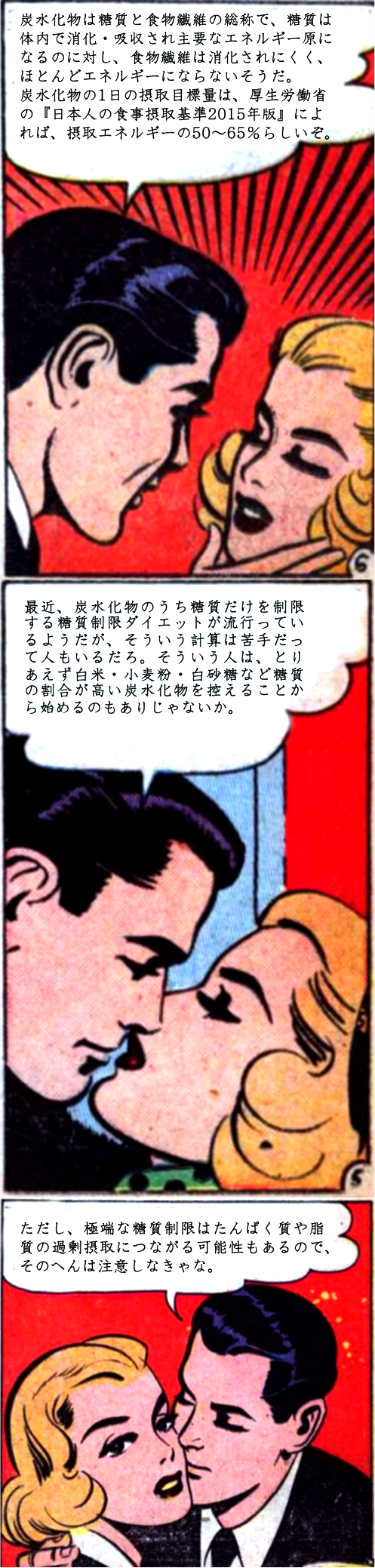 炭水化物は糖質と食物繊維の総称で、糖質は
体内で消化・吸収され主要なエネルギー原に
なるのに対し、食物繊維は消化されにくく、
ほとんどエネルギーにならないそうだ。
炭水化物の1日の摂取目標量は、厚生労働省
の『日本人の食事摂取基準2015年版』によ
れば、摂取エネルギーの50～65％らしいぞ。
6
最近、炭水化物のうち糖質だけを制限
する糖質制限ダイエットが流行ってい
るようだが、そういう計算は苦手だっ
て人もいるだろ。そういう人は、とり
あえず白米・小麦粉・白砂糖など糖質
の割合が高い炭水化物を控えることか
ら始めるのもありじゃないか。
5
ただし、極端な糖質制限はたんぱく質や脂
質の過剰摂取につながる可能性もあるので、
そのへんは注意しなきゃな。